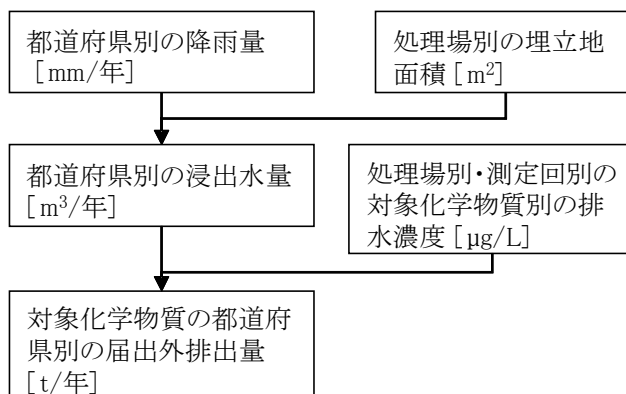 都道府県別の降雨量
[mm/年]
処理場別の埋立地
面積[m²]
都道府県別の浸出水量
[m³/年]
処理場別・測定回別の
対象化学物質別の排
水濃度[µg/L]
対象化学物質の都道府
県別の届出外排出量
[t/年]